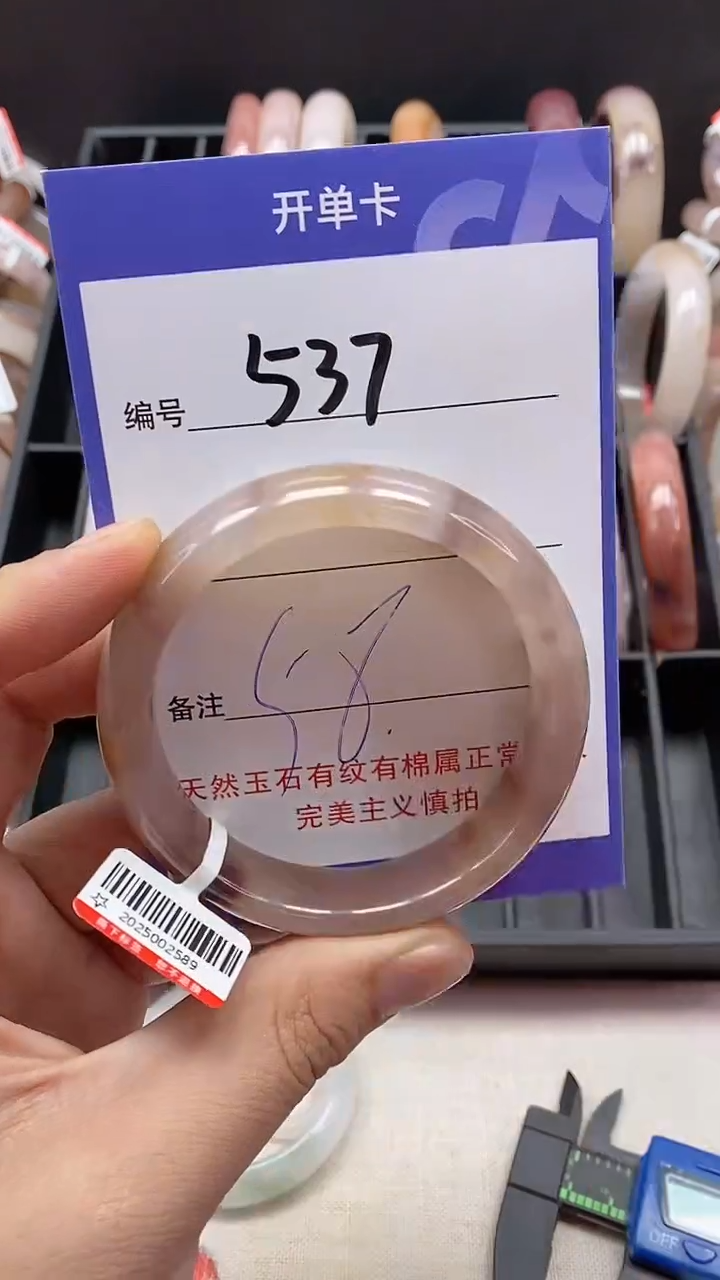 开单卡
编号 537
58
备注
天然玉石有纹有棉属正常
完美主义慎拍
2025002589
OFF